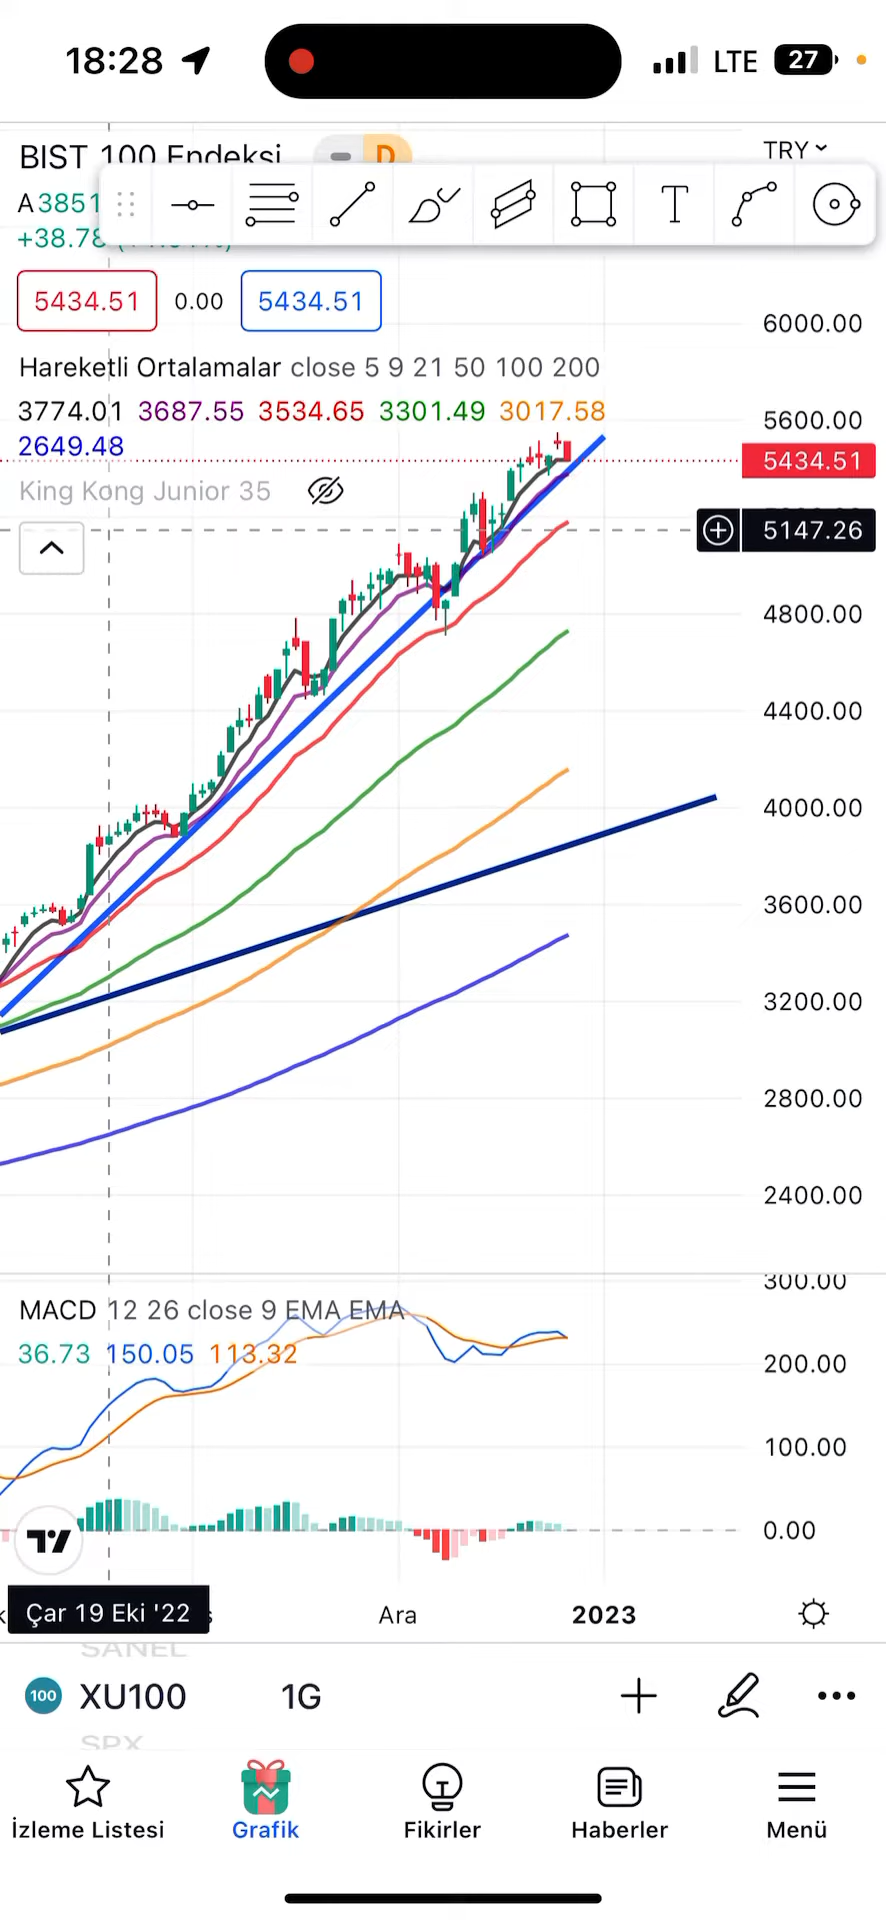 18:28 LTE 27
BIST 100 Endeksi D TRY
A3851
+38.78
5434.51 0.00 5434.51
6000.00
Hareketli Ortalamalar close 5 9 21 50 100 200
3774.01 3687.55 3534.65 3301.49 3017.58
2649.48
5600.00
5434.51
King Kong Junior 35
5147.26
4800.00
4400.00
4000.00
3600.00
3200.00
2800.00
2400.00
300.00
MACD 12 26 close 9 EMA EMA
36.73 150.05 113.32
200.00
100.00
0.00
Çar 19 Eki '22 Ara 2023
SANEL
100 XU100 1G
SPX
İzleme Listesi Grafik Fikirler Haberler Menü